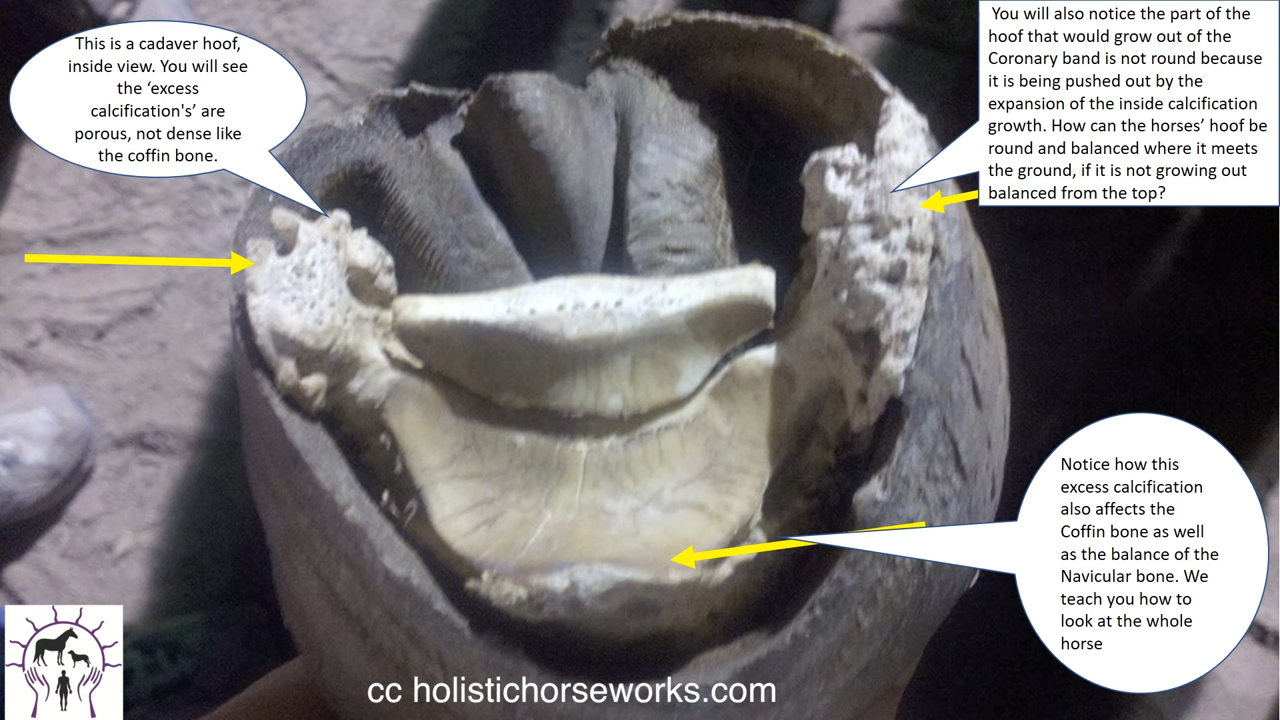 This is a cadaver hoof,
inside view. You will see
the ‘excess
calcification's’ are
porous, not dense like
the coffin bone.
You will also notice the part of the
hoof that would grow out of the
Coronary band is not round because
it is being pushed out by the
expansion of the inside calcification
growth. How can the horses’ hoof be
round and balanced where it meets
the ground, if it is not growing out
balanced from the top?
Notice how this
excess calcification
also affects the
Coffin bone as well
as the balance of the
Navicular bone. We
teach you how to
look at the whole
horse
cc holistichorseworks.com